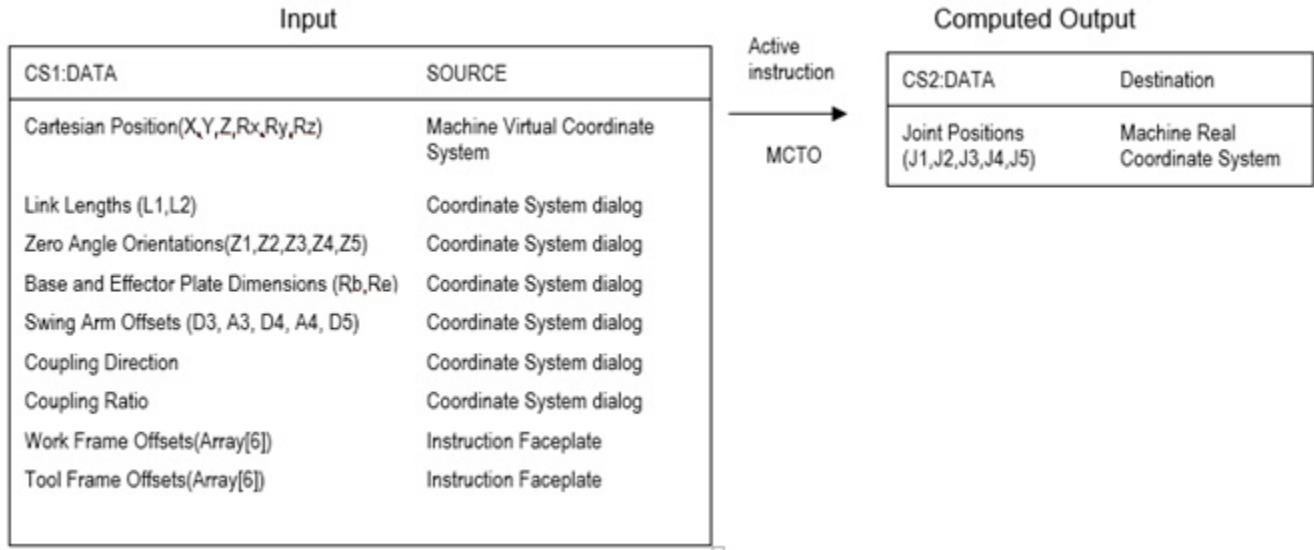 Input
CS1:DATA SOURCE
Cartesian Position(X,Y,Z,Rx,Ry,Rz) Machine Virtual Coordinate
System
Link Lengths (L1,L2) Coordinate System dialog
Zero Angle Orientations(Z1,Z2,Z3,Z4,Z5) Coordinate System dialog
Base and Effector Plate Dimensions (Rb,Re) Coordinate System dialog
Swing Arm Offsets (D3, A3, D4, A4, D5) Coordinate System dialog
Coupling Direction Coordinate System dialog
Coupling Ratio Coordinate System dialog
Work Frame Offsets(Array[6]) Instruction Faceplate
Tool Frame Offsets(Array[6]) Instruction Faceplate
Active
instruction
MCTO
Computed Output
CS2:DATA Destination
Joint Positions Machine Real
(J1,J2,J3,J4,J5) Coordinate System